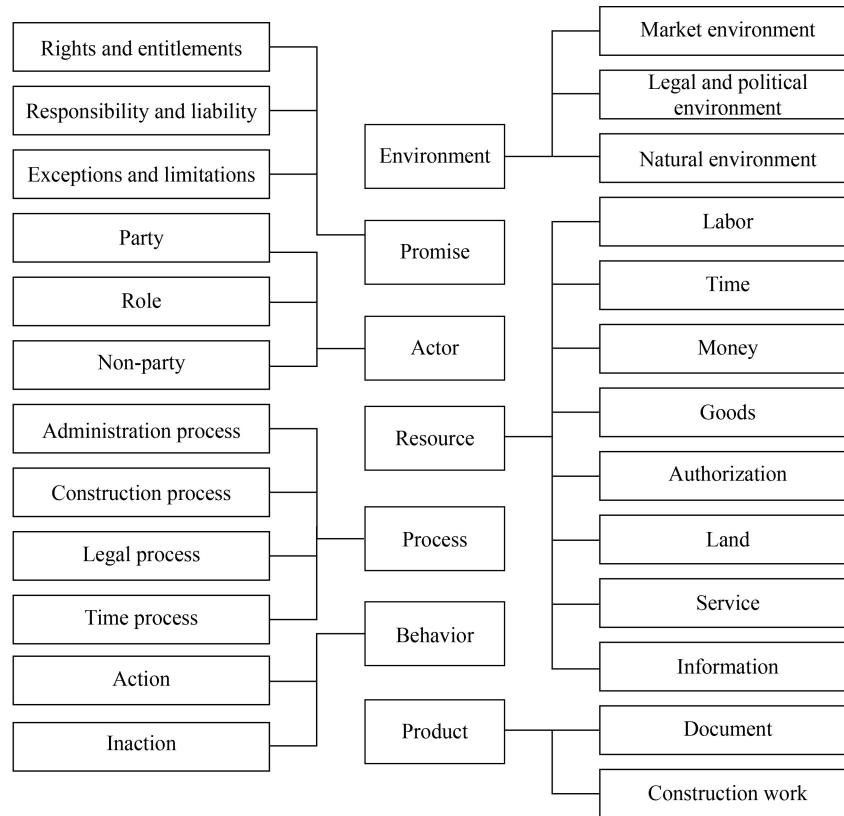 Rights and entitlements
Responsibility and liability
Exceptions and limitations
Party
Role
Non-party
Administration process
Construction process
Legal process
Time process
Action
Inaction
Environment
Promise
Actor
Resource
Process
Behavior
Product
Market environment
Legal and political
environment
Natural environment
Labor
Time
Money
Goods
Authorization
Land
Service
Information
Document
Construction work